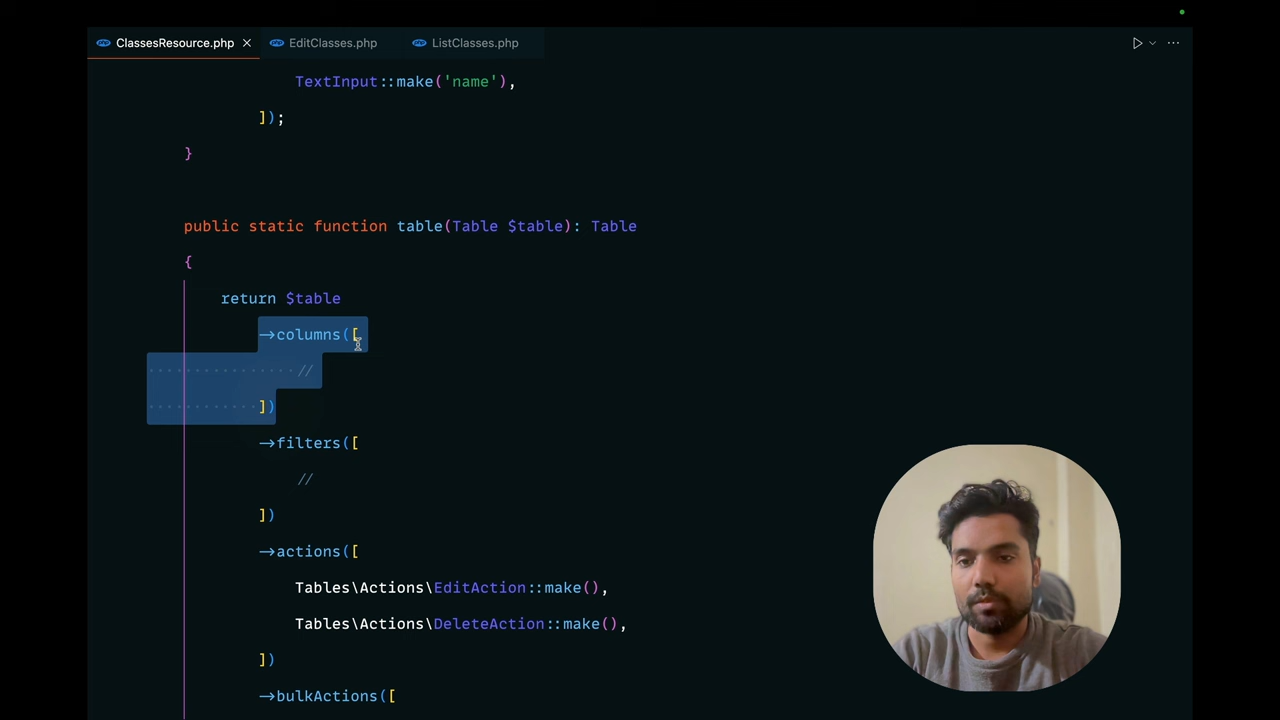 ClassesResource.php
EditClasses.php
ListClasses.php
TextInput::make('name'),
]);
}
public static function table(Table $table): Table
{
return $table
->columns([
//
])
->filters([
//
])
->actions([
Tables\Actions\EditAction::make(),
Tables\Actions\DeleteAction::make(),
])
->bulkActions([